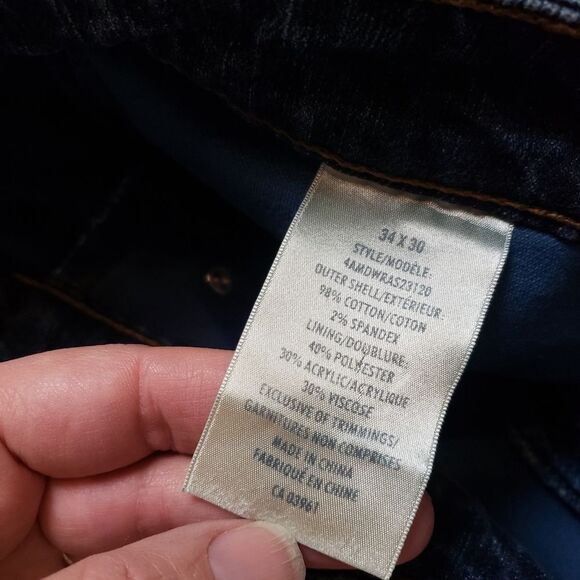 34 X 30
STYLE/MODÈLE:
4AMDWRAS23120
OUTER SHELL/EXTÉRIEUR:
98% COTTON/COTON
2% SPANDEX
LINING/DOUBLURE:
40% POLYESTER
30% ACRYLIC/ACRYLIQUE
30% VISCOSE
EXCLUSIVE OF TRIMMINGS/
GARNITURES NON COMPRISES
MADE IN CHINA
FABRIQUÉ EN CHINE
CA 03961